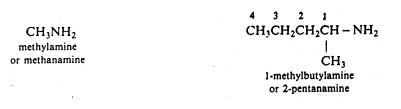 4 3 2 1
CH₃NH₂
methylamine
or methanamine
CH₃CH₂CH₂CH–NH₂
|
CH₃
1-methylbutylamine
or 2-pentanamine